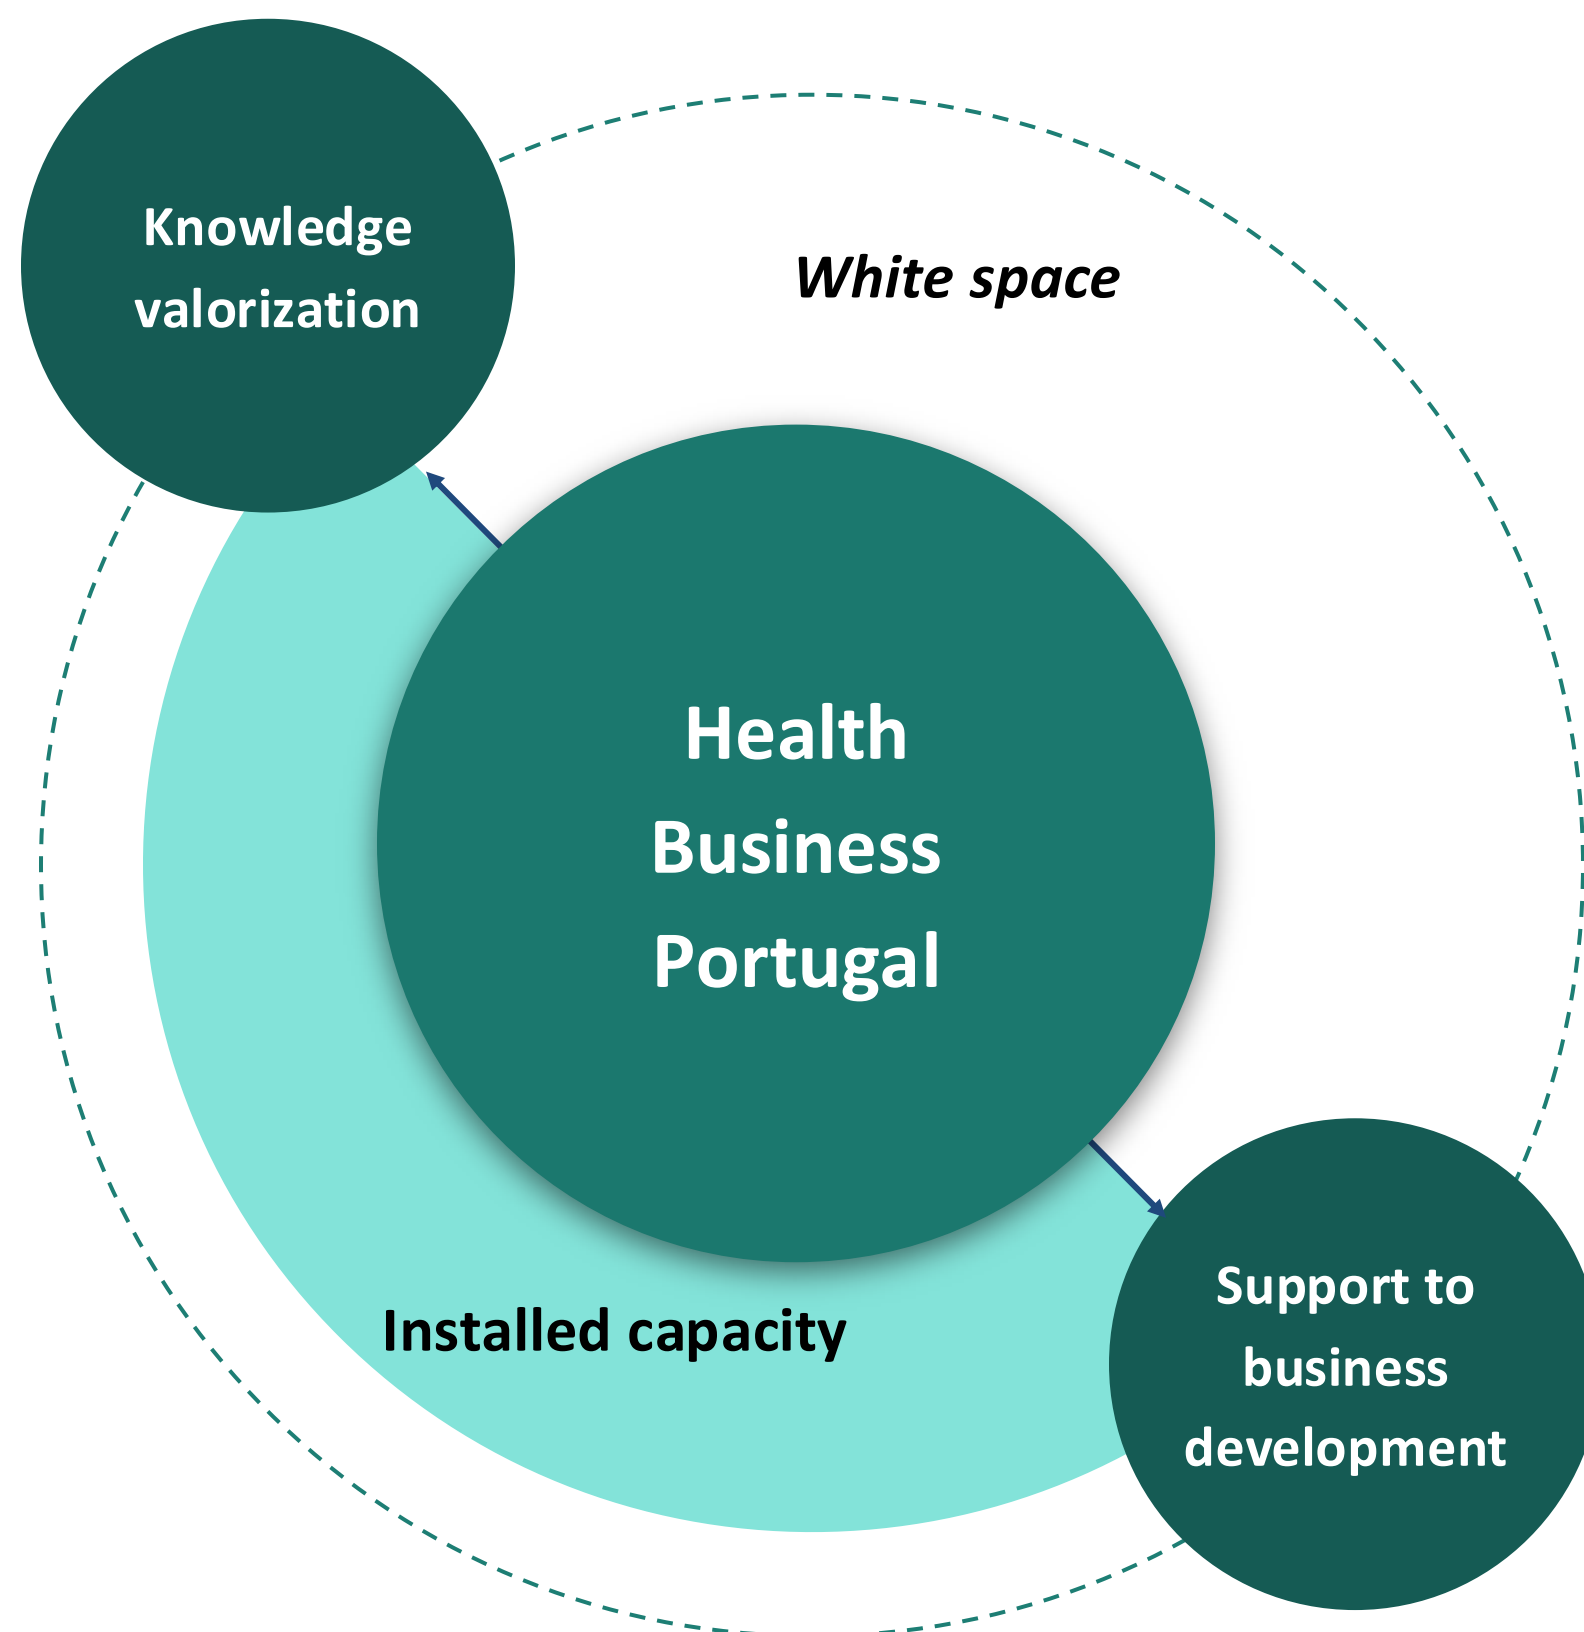 Knowledge
valorization
White space
Health
Business
Portugal
Installed capacity
Support to
business
development